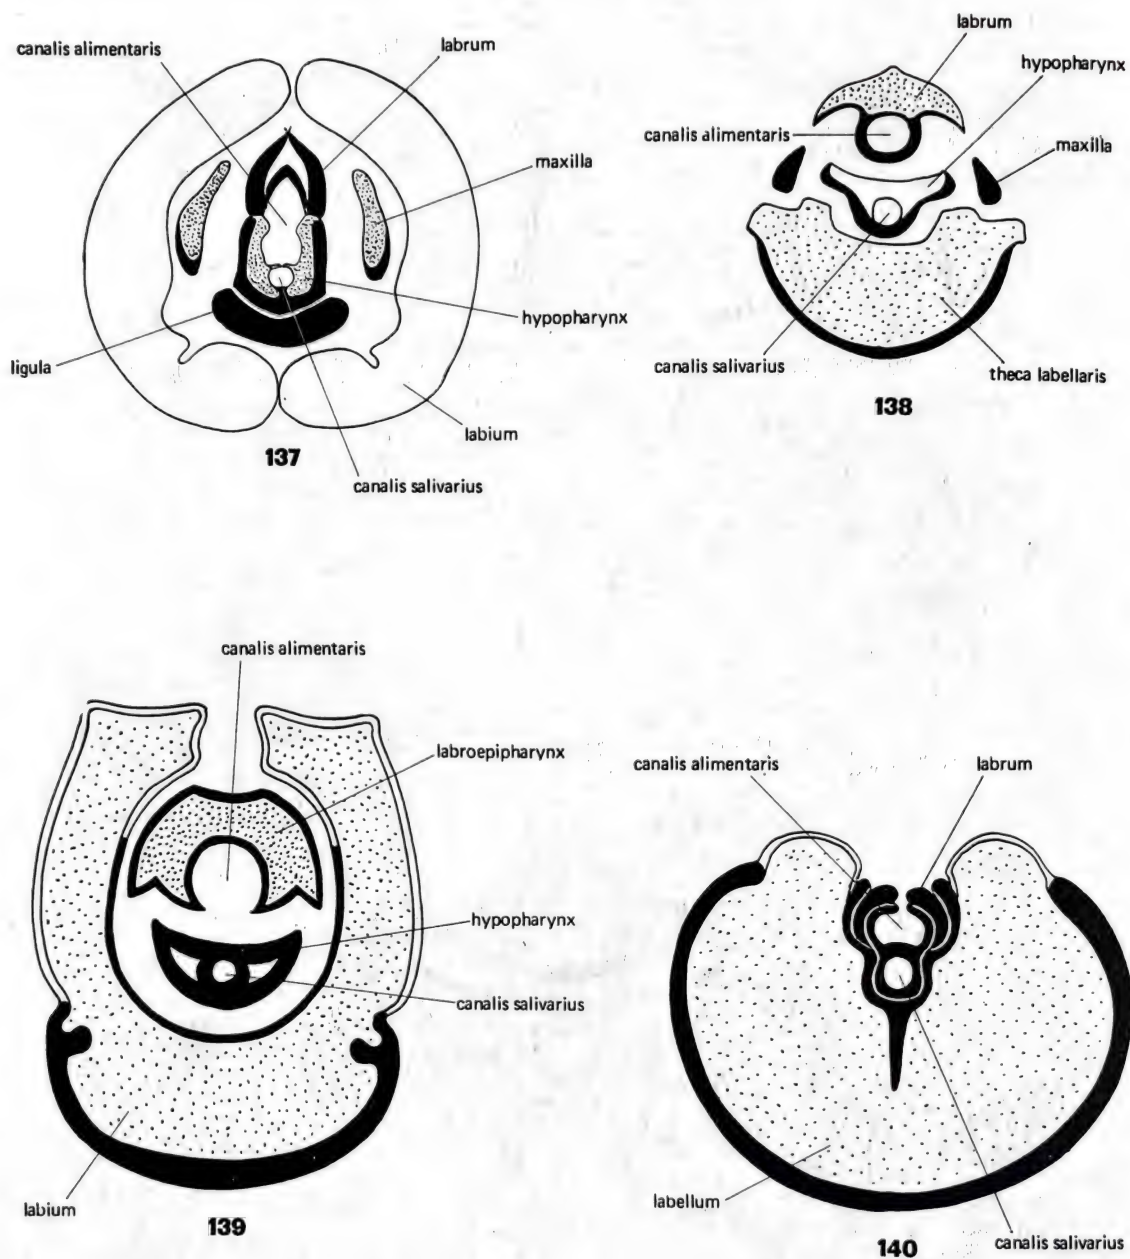 canalis alimentaris
labrum
maxilla
hypopharynx
ligula
labium
canalis salivarius
137
labrum
hypopharynx
canalis alimentaris
maxilla
canalis salivarius
theca labellaris
138
canalis alimentaris
labroepipharynx
hypopharynx
canalis salivarius
labium
139
canalis alimentaris
labrum
labellum
canalis salivarius
140